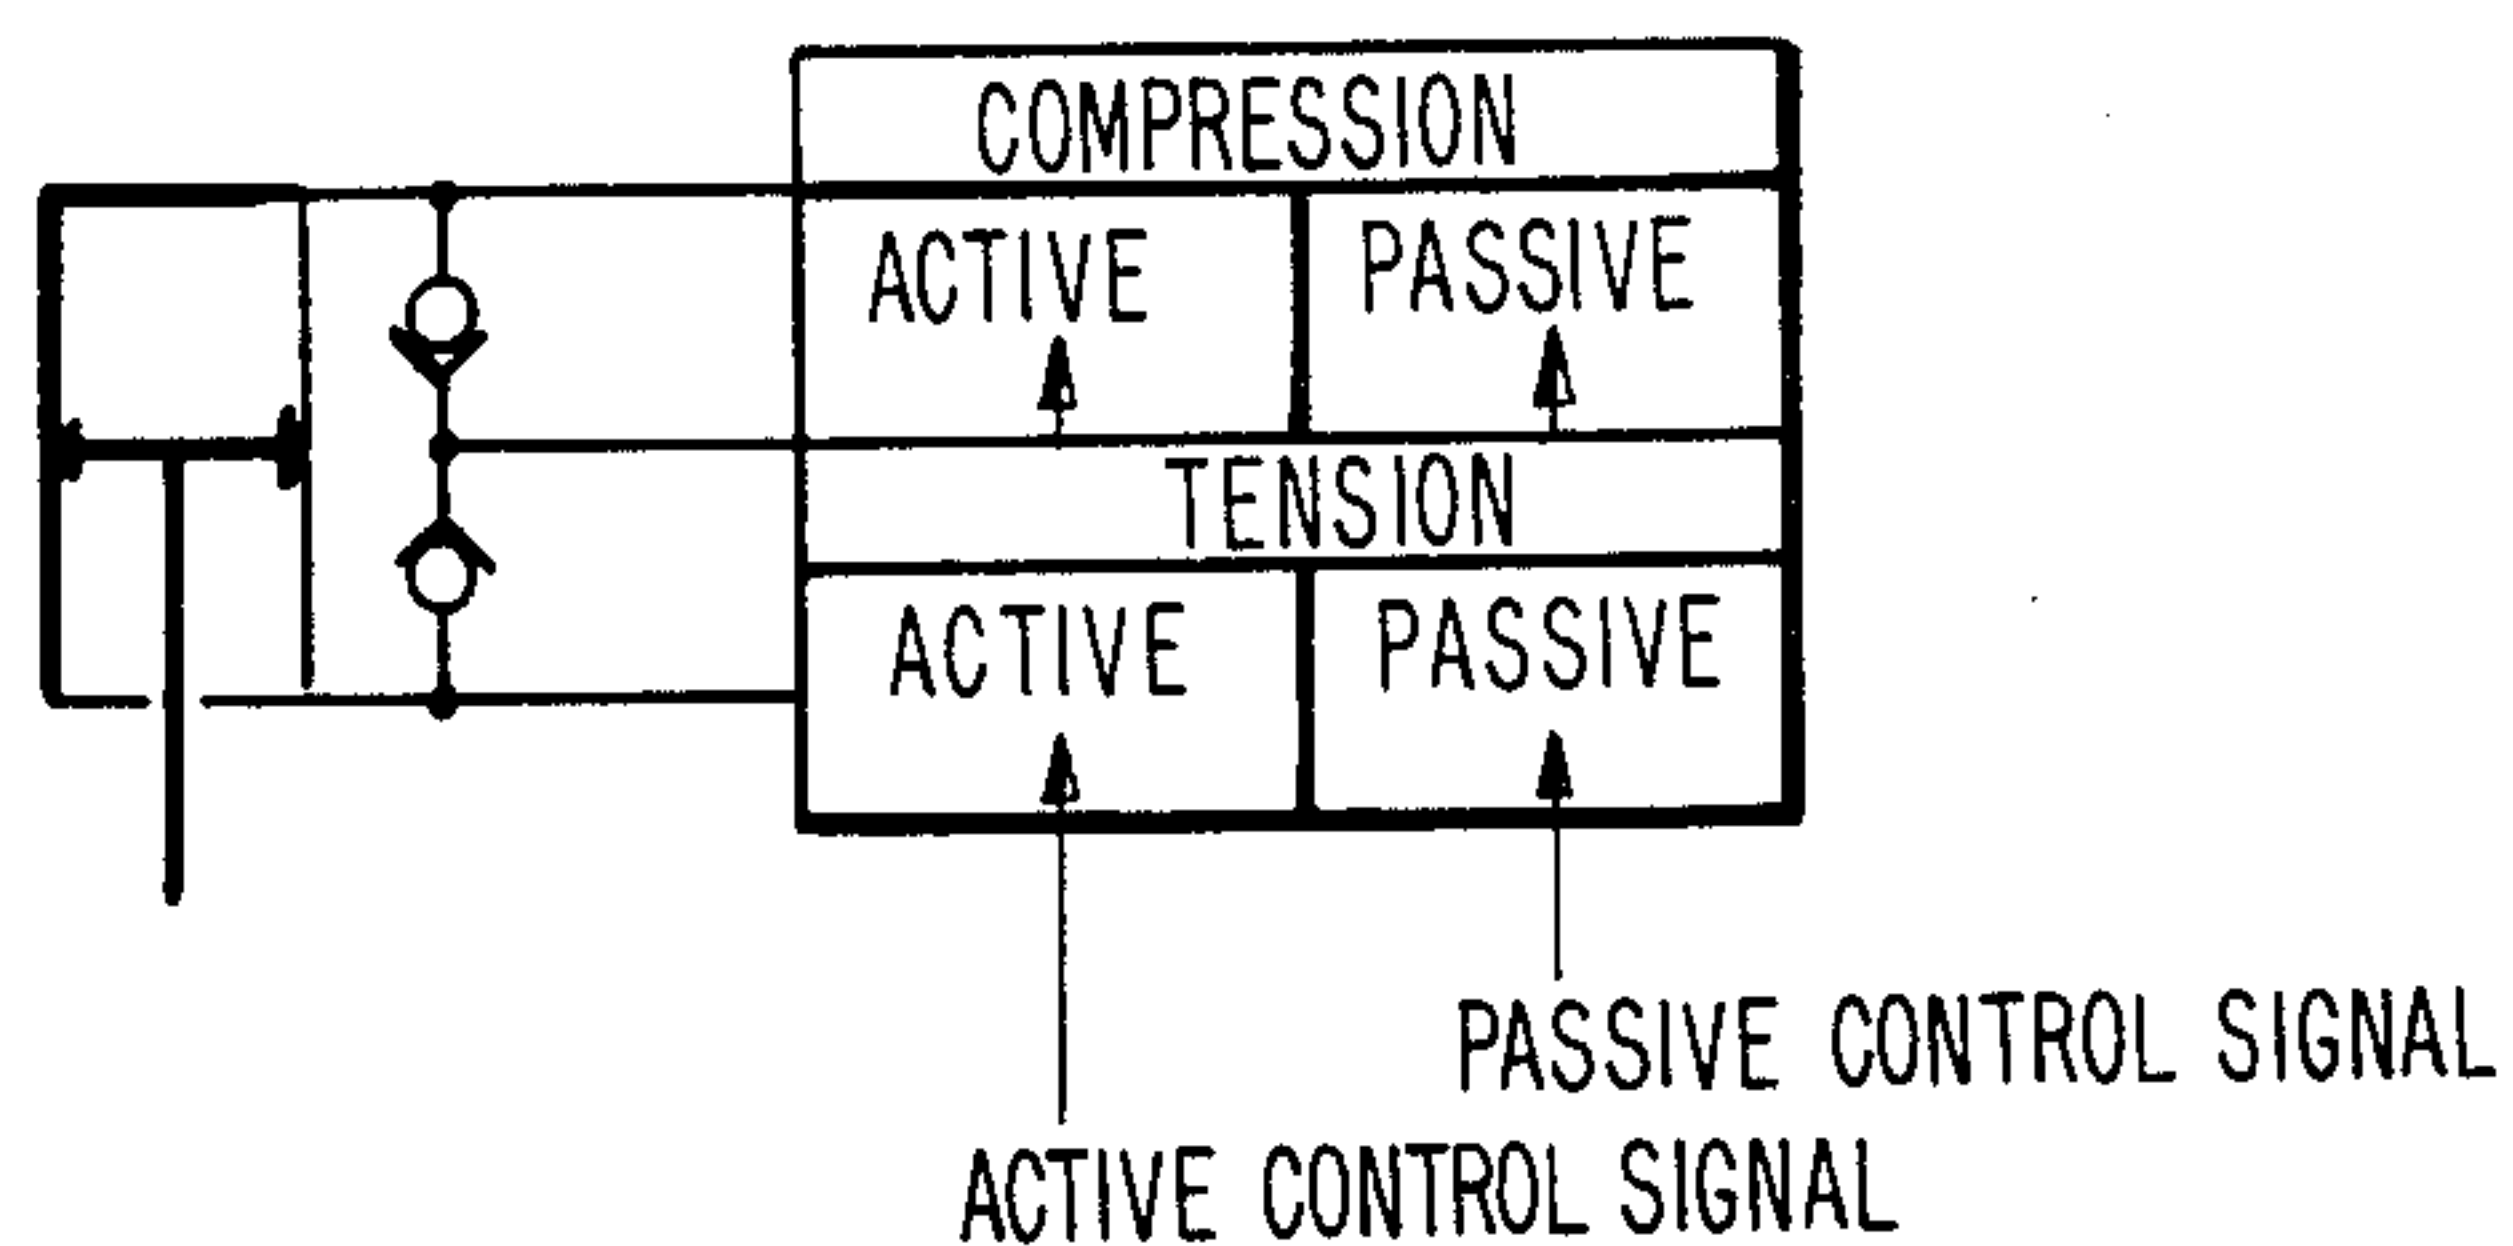 COMPRESSION
ACTIVE PASSIVE
TENSION
ACTIVE PASSIVE
PASSIVE CONTROL SIGNAL
ACTIVE CONTROL SIGNAL